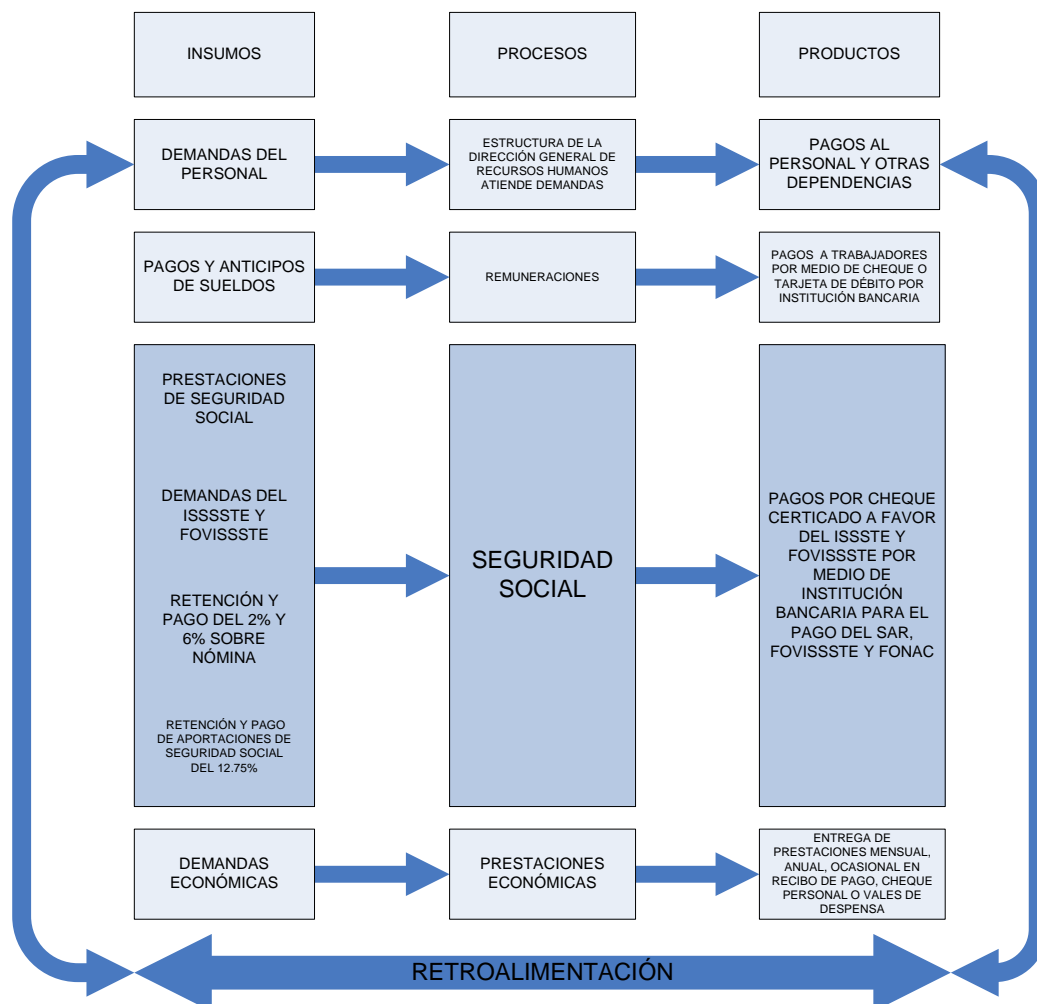 INSUMOS
PROCESOS
PRODUCTOS
DEMANDAS DEL
PERSONAL
ESTRUCTURA DE LA
DIRECCIÓN GENERAL DE
RECURSOS HUMANOS
ATIENDE DEMANDAS
PAGOS AL
PERSONAL Y OTRAS
DEPENDENCIAS
PAGOS Y ANTICIPOS
DE SUELDOS
REMUNERACIONES
PAGOS A TRABAJADORES
POR MEDIO DE CHEQUE O
TARJETA DE DÉBITO POR
INSTITUCIÓN BANCARIA
PRESTACIONES
DE SEGURIDAD
SOCIAL
DEMANDAS DEL
ISSSSTE Y
FOVISSSTE
RETENCIÓN Y
PAGO DEL 2% Y
6% SOBRE
NÓMINA
RETENCIÓN Y PAGO
DE APORTACIONES DE
SEGURIDAD SOCIAL
DEL 12.75%
SEGURIDAD
SOCIAL
PAGOS POR CHEQUE
CERTICADO A FAVOR
DEL ISSSTE Y
FOVISSSTE POR
MEDIO DE
INSTITUCIÓN
BANCARIA PARA EL
PAGO DEL SAR,
FOVISSSTE Y FONAC
DEMANDAS
ECONÓMICAS
PRESTACIONES
ECONÓMICAS
ENTREGA DE
PRESTACIONES MENSUAL,
ANUAL, OCASIONAL EN
RECIBO DE PAGO, CHEQUE
PERSONAL O VALES DE
DESPENSA
RETROALIMENTACIÓN